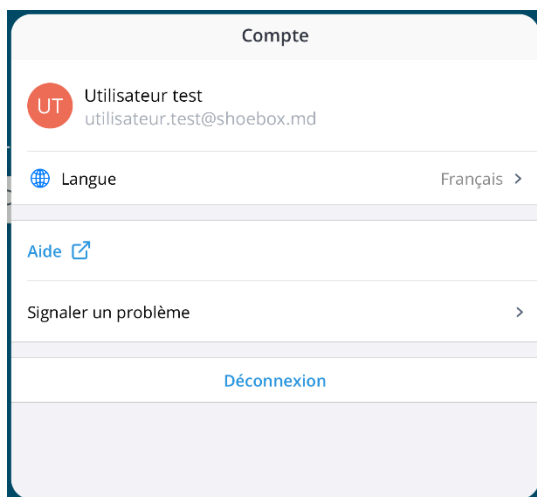 Compte
UT
Utilisateur test
utilisateur.test@shoebox.md
Langue
Français
Aide
Signaler un problème
Déconnexion